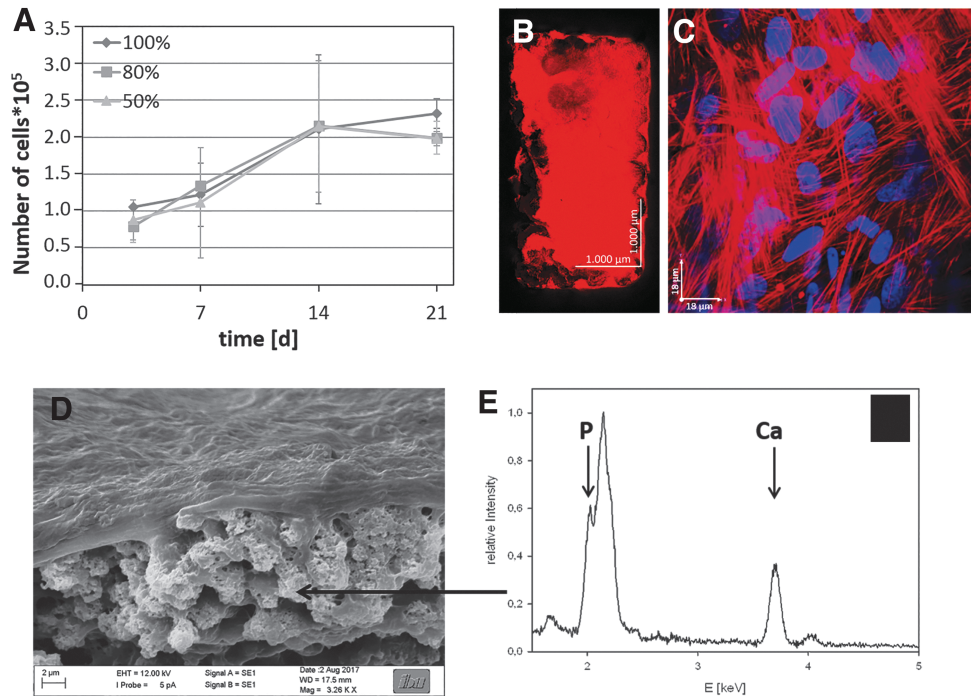 A
Number of cells*10⁵
3.5
3.0
2.5
2.0
1.5
1.0
0.5
0.0
100%
80%
50%
0
7
14
21
time [d]
B
1.000 µm
1.000 µm
C
18 µm
18 µm
D
2 µm
EHT = 12.00 kV
I Probe = 5 pA
Signal A = SE1
Signal B = SE1
Date :2 Aug 2017
WD = 17.5 mm
Mag = 3.26 K X
E
relative Intensity
1,0
0,8
0,6
0,4
0,2
0,0
P
Ca
2
3
4
5
E [keV]